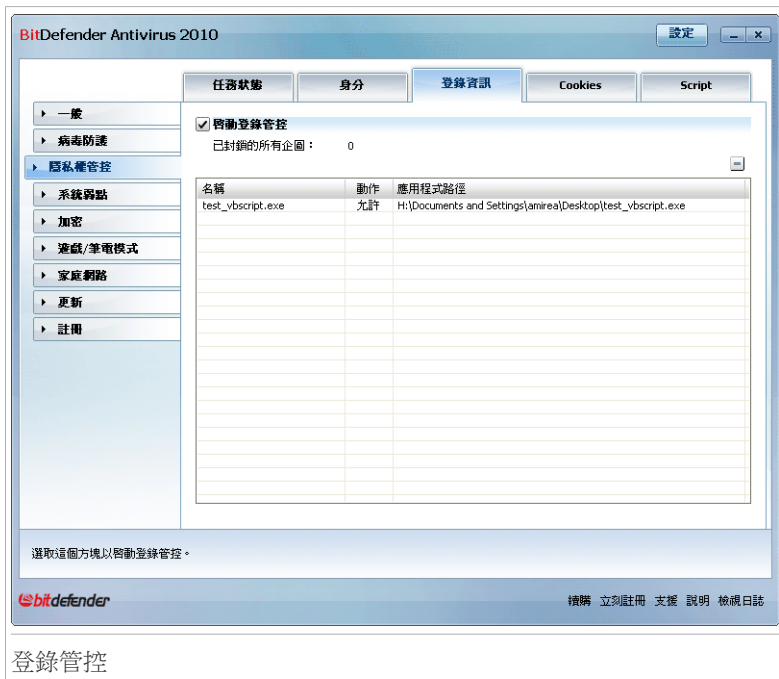 BitDefender Antivirus 2010
設定
任務狀態
身分
登錄資訊
Cookies
Script
一般
病毒防護
隱私權管控
系統弱點
加密
遊戲/筆電模式
家庭網路
更新
註冊
啓動登錄管控
已封鎖的所有企圖： 0
名稱 動作 應用程式路徑
test_vbscript.exe 允許 H:\Documents and Settings\amirea\Desktop\test_vbscript.exe
選取這個方塊以啓動登錄管控。
bitdefender
續購 立刻註冊 支援 說明 檢視日誌
登錄管控